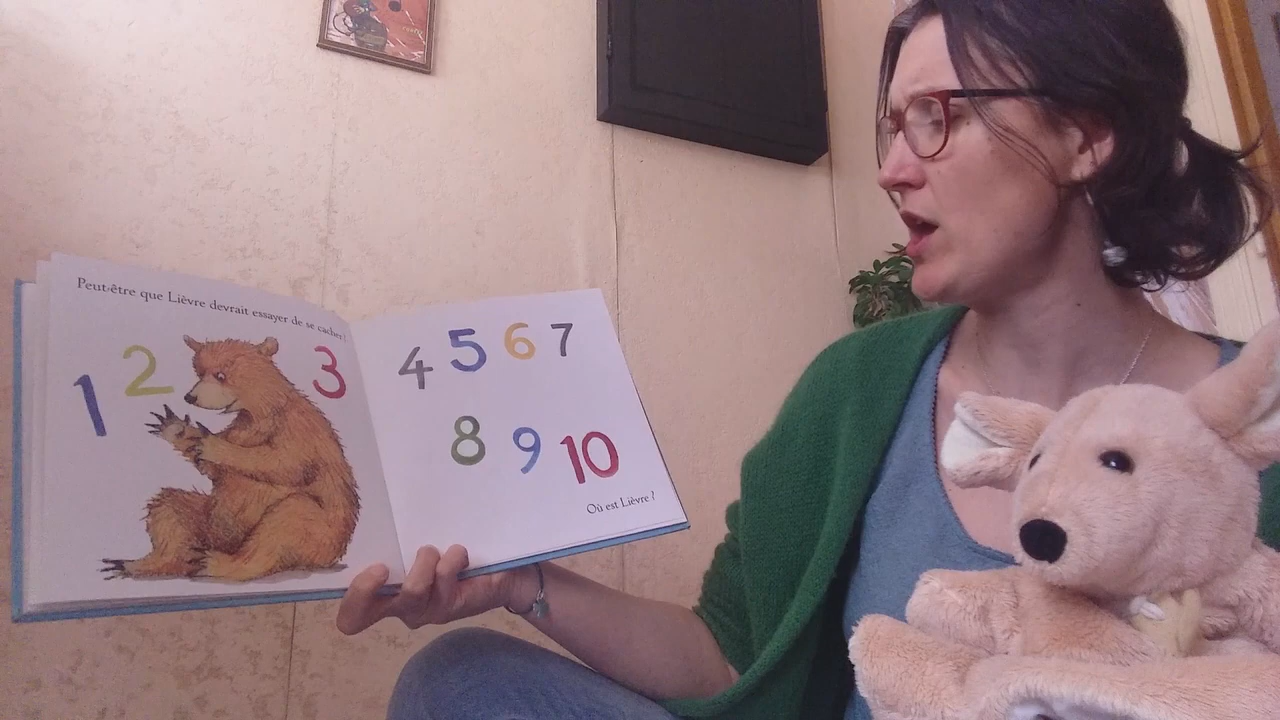 Peut-être que Lièvre devrait essayer de se cacher ?
1 2 3
4 5 6 7
8 9 10
Où est Lièvre ?